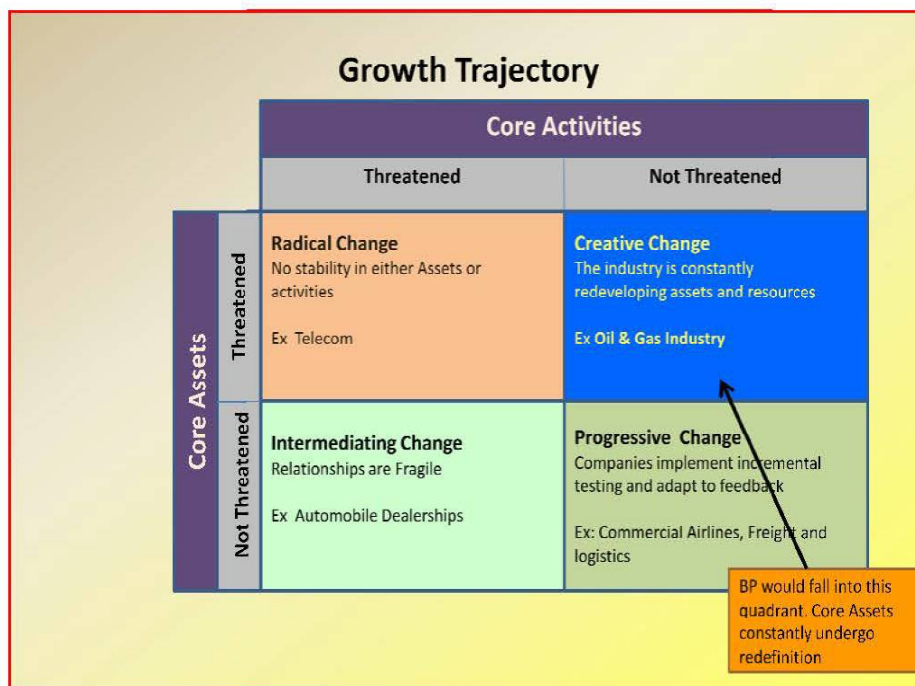 Growth Trajectory
Core Activities
Threatened
Not Threatened
Core Assets
Threatened
Radical Change
No stability in either Assets or
activities
Ex Telecom
Creative Change
The industry is constantly
redeveloping assets and resources
Ex Oil & Gas Industry
Not Threatened
Intermediating Change
Relationships are Fragile
Ex Automobile Dealerships
Progressive Change
Companies implement incremental
testing and adapt to feedback
Ex: Commercial Airlines, Freight and
logistics
BP would fall into this
quadrant. Core Assets
constantly undergo
redefinition